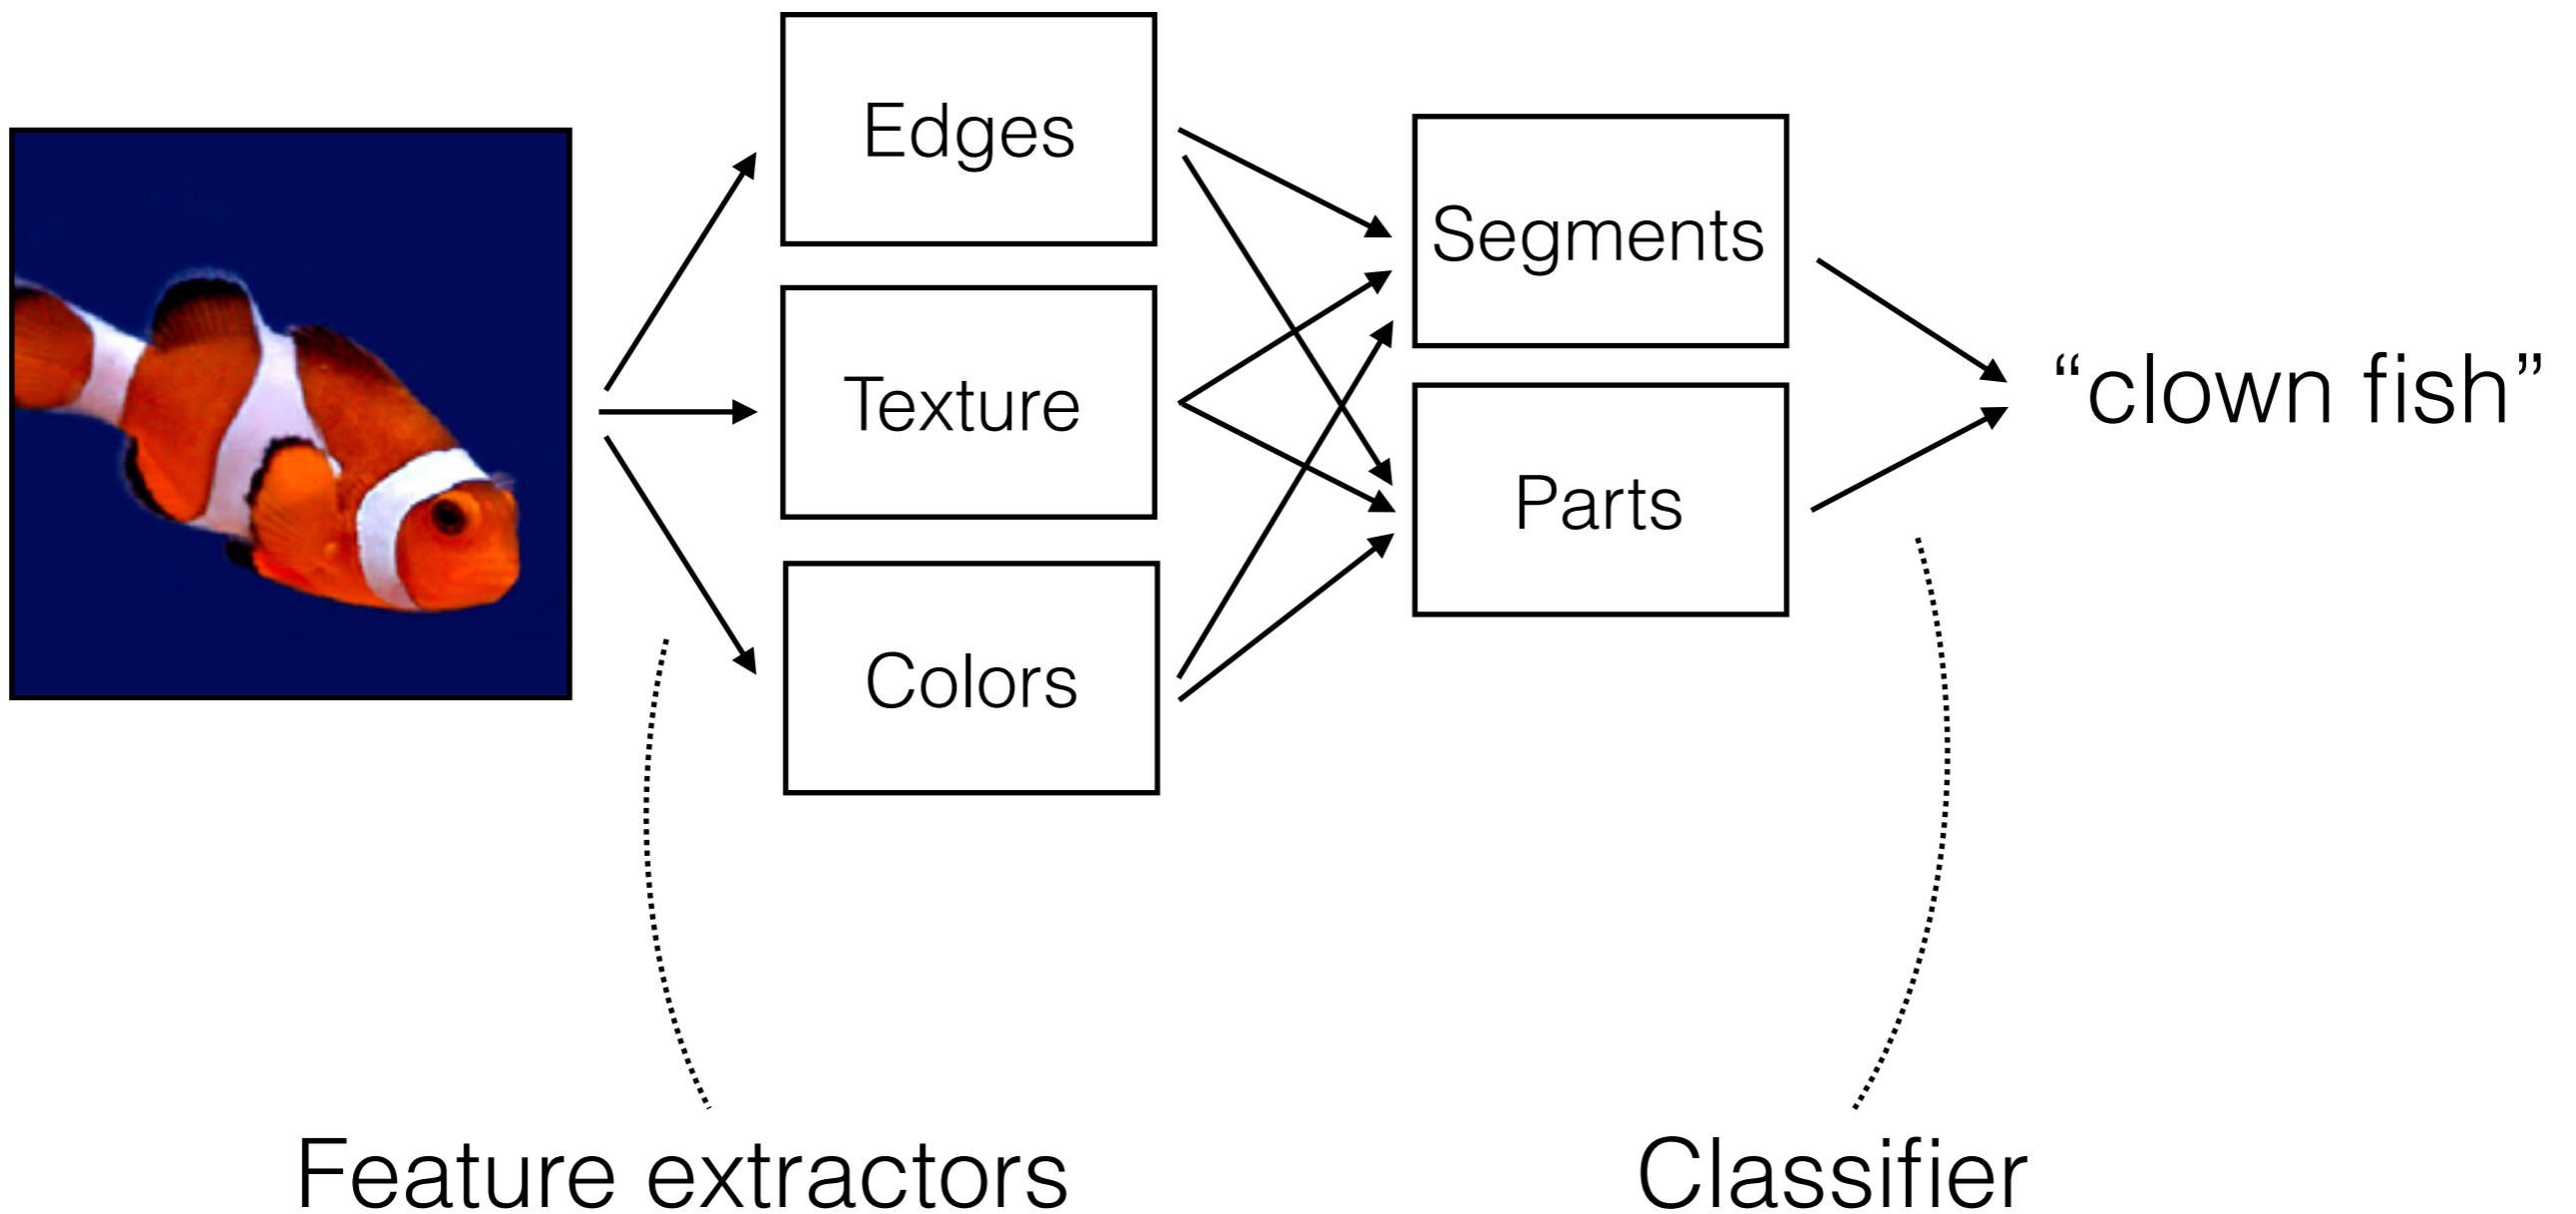 Edges
Texture
Colors
Segments
Parts
“clown fish”
Feature extractors
Classifier